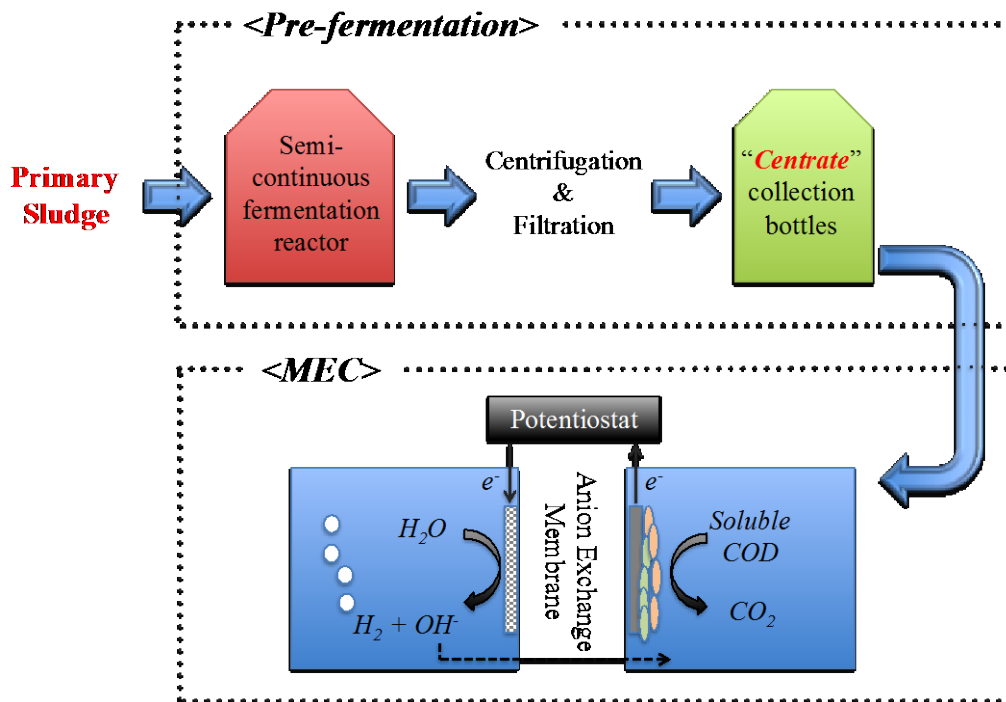 <Pre-fermentation>
Primary
Sludge
Semi-
continuous
fermentation
reactor
Centrifugation
&
Filtration
“Centrate”
collection
bottles
<MEC>
Potentiostat
e-
H2O
H2 + OH-
Anion Exchange
Membrane
e-
Soluble
COD
CO2